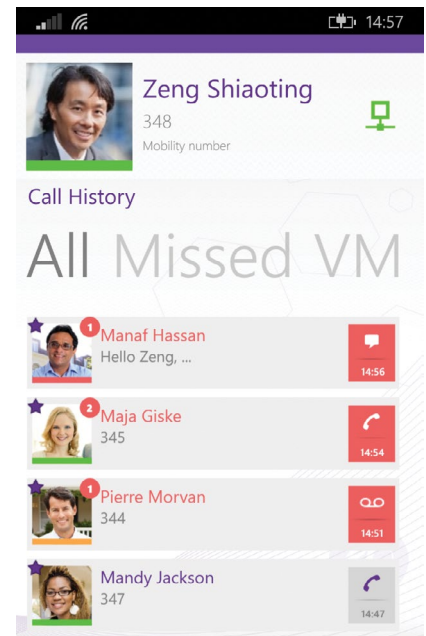 14:57
Zeng Shiaoting
348
Mobility number
Call History
All Missed VM
1
Manaf Hassan
Hello Zeng, ...
14:56
2
Maja Giske
345
14:54
1
Pierre Morvan
344
14:51
Mandy Jackson
347
14:47